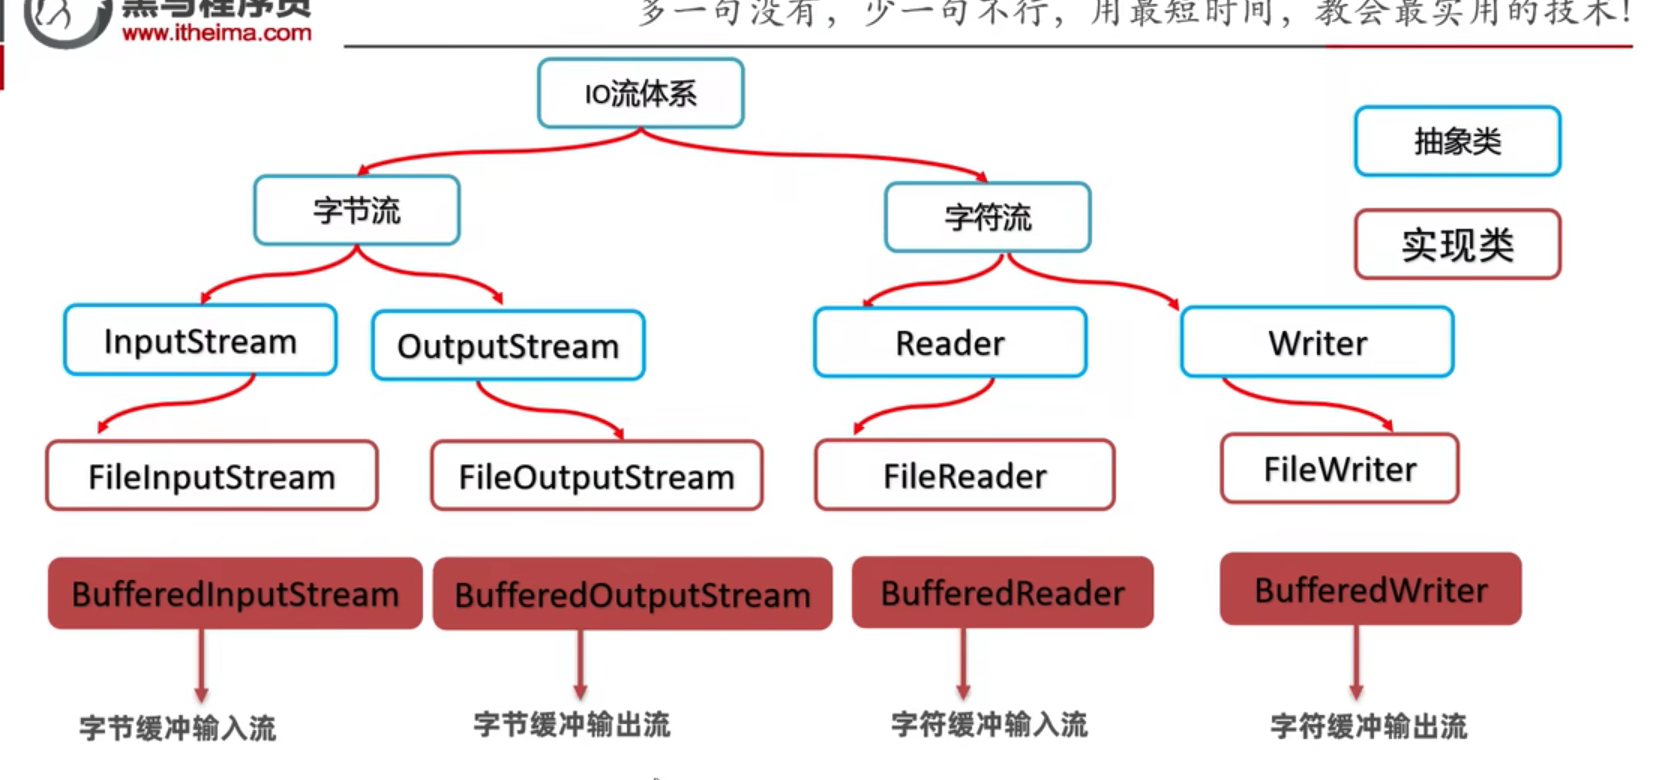 黑马程序员
www.itheima.com
多一句没有，少一句不行，用最短时间，教会最实用的技术！
IO流体系
抽象类
字节流
字符流
实现类
InputStream
OutputStream
Reader
Writer
FileInputStream
FileOutputStream
FileReader
FileWriter
BufferedInputStream
BufferedOutputStream
BufferedReader
BufferedWriter
字节缓冲输入流
字节缓冲输出流
字符缓冲输入流
字符缓冲输出流